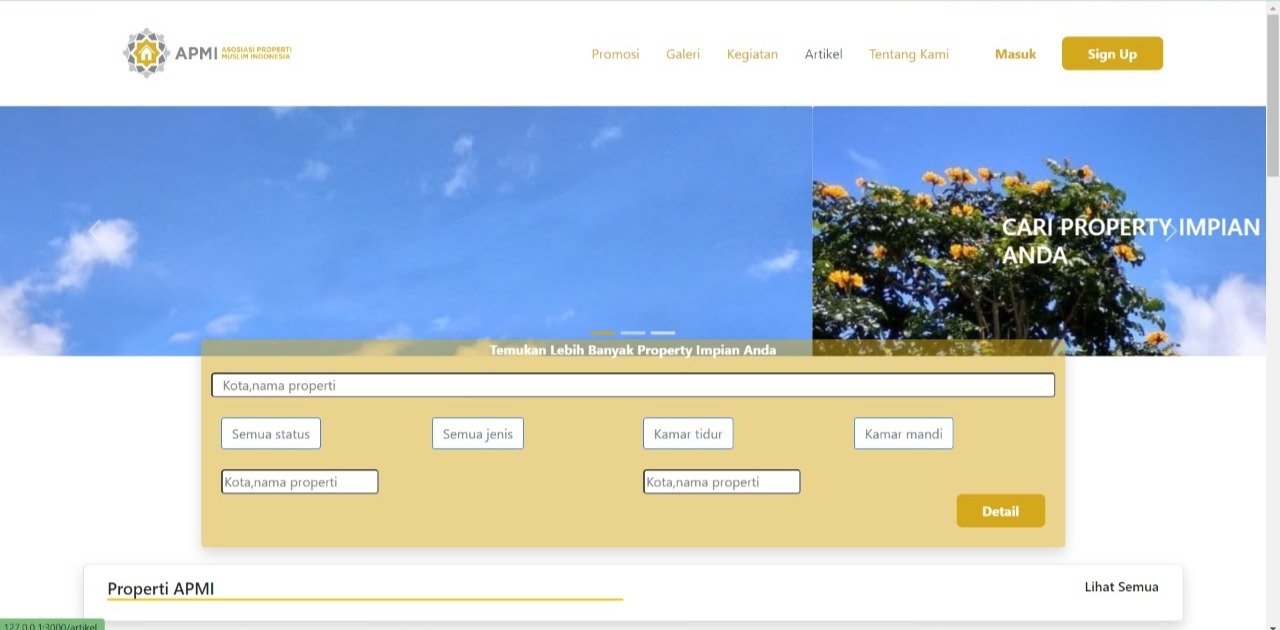 APMI ASOSIASI PROPERTI
MUSLIM INDONESIA
Promosi Galeri Kegiatan Artikel Tentang Kami Masuk Sign Up
CARI PROPERTY IMPIAN
ANDA
Temukan Lebih Banyak Property Impian Anda
Kota,nama properti
Semua status Semua jenis Kamar tidur Kamar mandi
Kota,nama properti Kota,nama properti
Detail
Properti APMI Lihat Semua
127.0.0.1:3000/artikel